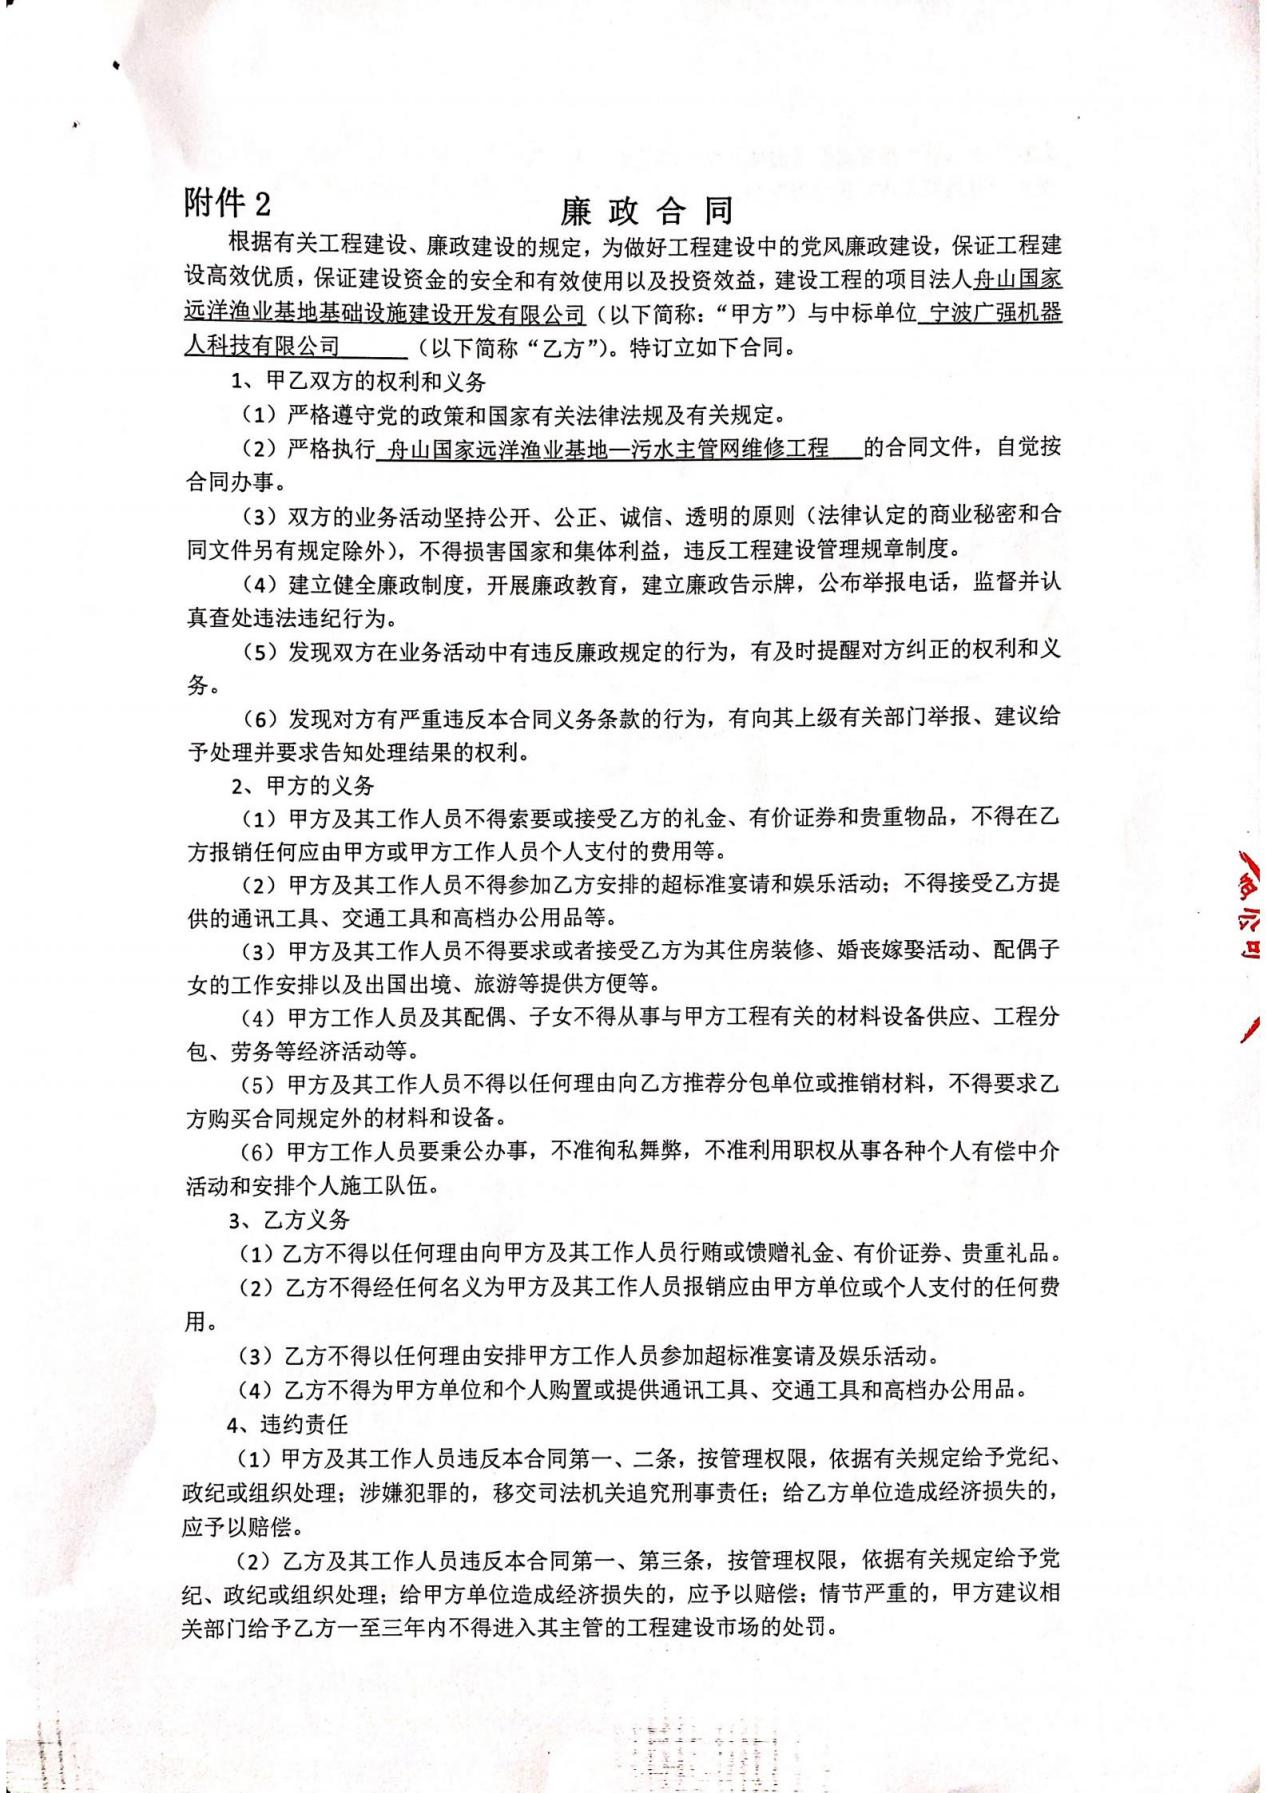 附件 2
廉 政 合 同
根据有关工程建设、廉政建设的规定，为做好工程建设中的党风廉政建设，保证工程建
设高效优质，保证建设资金的安全和有效使用以及投资效益，建设工程的项目法人舟山国家
远洋渔业基地基础设施建设开发有限公司（以下简称：“甲方”）与中标单位 宁波广强机器
人科技有限公司 （以下简称“乙方”）。特订立如下合同。
1、甲乙双方的权利和义务
（1）严格遵守党的政策和国家有关法律法规及有关规定。
（2）严格执行 舟山国家远洋渔业基地—污水主管网维修工程 的合同文件，自觉按
合同办事。
（3）双方的业务活动坚持公开、公正、诚信、透明的原则（法律认定的商业秘密和合
同文件另有规定除外），不得损害国家和集体利益，违反工程建设管理规章制度。
（4）建立健全廉政制度，开展廉政教育，建立廉政告示牌，公布举报电话，监督并认
真查处违法违纪行为。
（5）发现双方在业务活动中有违反廉政规定的行为，有及时提醒对方纠正的权利和义
务。
（6）发现对方有严重违反本合同义务条款的行为，有向其上级有关部门举报、建议给
予处理并要求告知处理结果的权利。
2、甲方的义务
（1）甲方及其工作人员不得索要或接受乙方的礼金、有价证券和贵重物品，不得在乙
方报销任何应由甲方或甲方工作人员个人支付的费用等。
（2）甲方及其工作人员不得参加乙方安排的超标准宴请和娱乐活动；不得接受乙方提
供的通讯工具、交通工具和高档办公用品等。
（3）甲方及其工作人员不得要求或者接受乙方为其住房装修、婚丧嫁娶活动、配偶子
女的工作安排以及出国出境、旅游等提供方便等。
（4）甲方工作人员及其配偶、子女不得从事与甲方工程有关的材料设备供应、工程分
包、劳务等经济活动等。
（5）甲方及其工作人员不得以任何理由向乙方推荐分包单位或推销材料，不得要求乙
方购买合同规定外的材料和设备。
（6）甲方工作人员要秉公办事，不准徇私舞弊，不准利用职权从事各种个人有偿中介
活动和安排个人施工队伍。
3、乙方义务
（1）乙方不得以任何理由向甲方及其工作人员行贿或馈赠礼金、有价证券、贵重礼品。
（2）乙方不得经任何名义为甲方及其工作人员报销应由甲方单位或个人支付的任何费
用。
（3）乙方不得以任何理由安排甲方工作人员参加超标准宴请及娱乐活动。
（4）乙方不得为甲方单位和个人购置或提供通讯工具、交通工具和高档办公用品。
4、违约责任
（1）甲方及其工作人员违反本合同第一、二条，按管理权限，依据有关规定给予党纪、
政纪或组织处理；涉嫌犯罪的，移交司法机关追究刑事责任；给乙方单位造成经济损失的，
应予以赔偿。
（2）乙方及其工作人员违反本合同第一、第三条，按管理权限，依据有关规定给予党
纪、政纪或组织处理；给甲方单位造成经济损失的，应予以赔偿；情节严重的，甲方建议相
关部门给予乙方一至三年内不得进入其主管的工程建设市场的处罚。